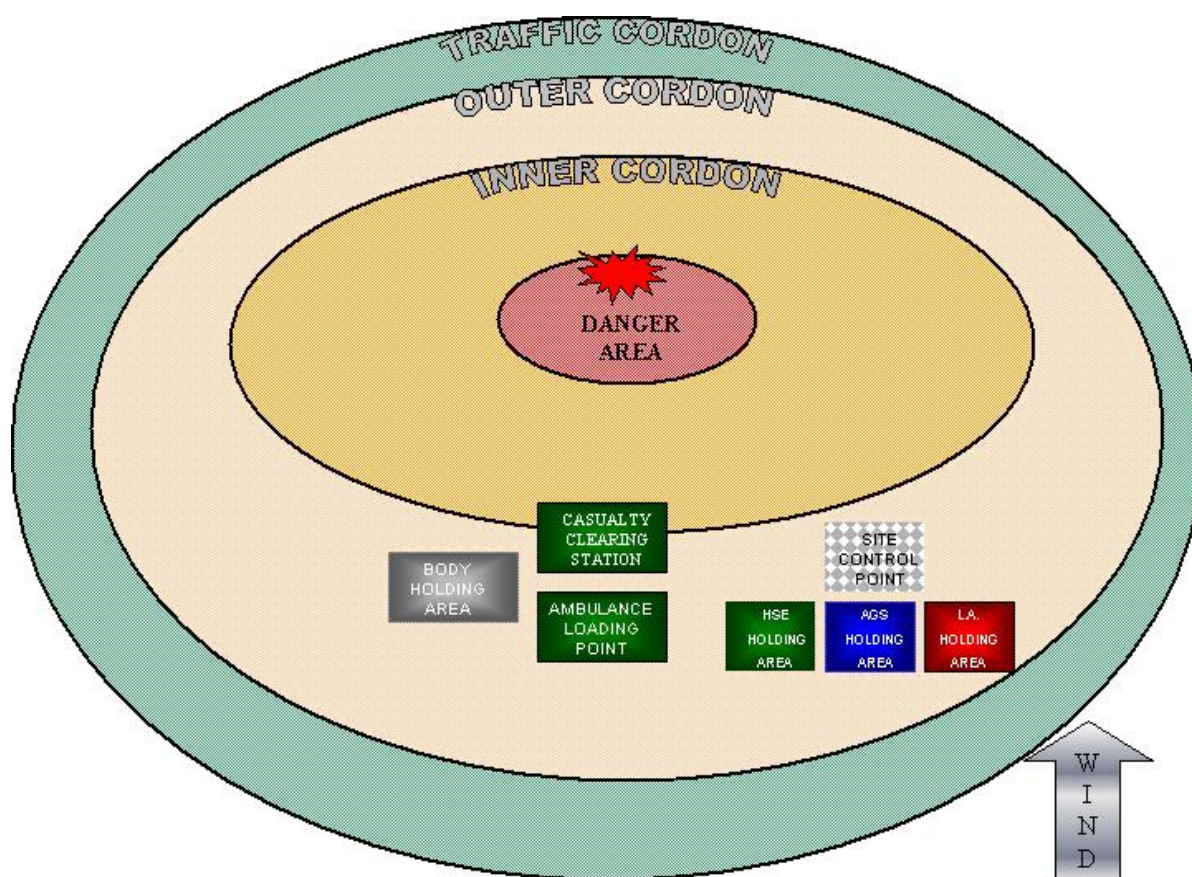 TRAFFIC CORDON
OUTER CORDON
INNER CORDON
DANGER
AREA
CASUALTY
CLEARING
STATION
SITE
CONTROL
POINT
BODY
HOLDING
AREA
AMBULANCE
LOADING
POINT
HSE
HOLDING
AREA
AGS
HOLDING
AREA
L.A.
HOLDING
AREA
W
I
N
D